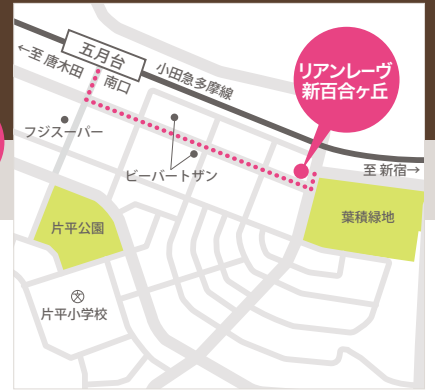 五月台
←至 唐木田
南口
小田急多摩線
リアンレーヴ
新百合ヶ丘
フジスーパー
ビーバートザン
至 新宿→
葉積緑地
片平公園
文
片平小学校